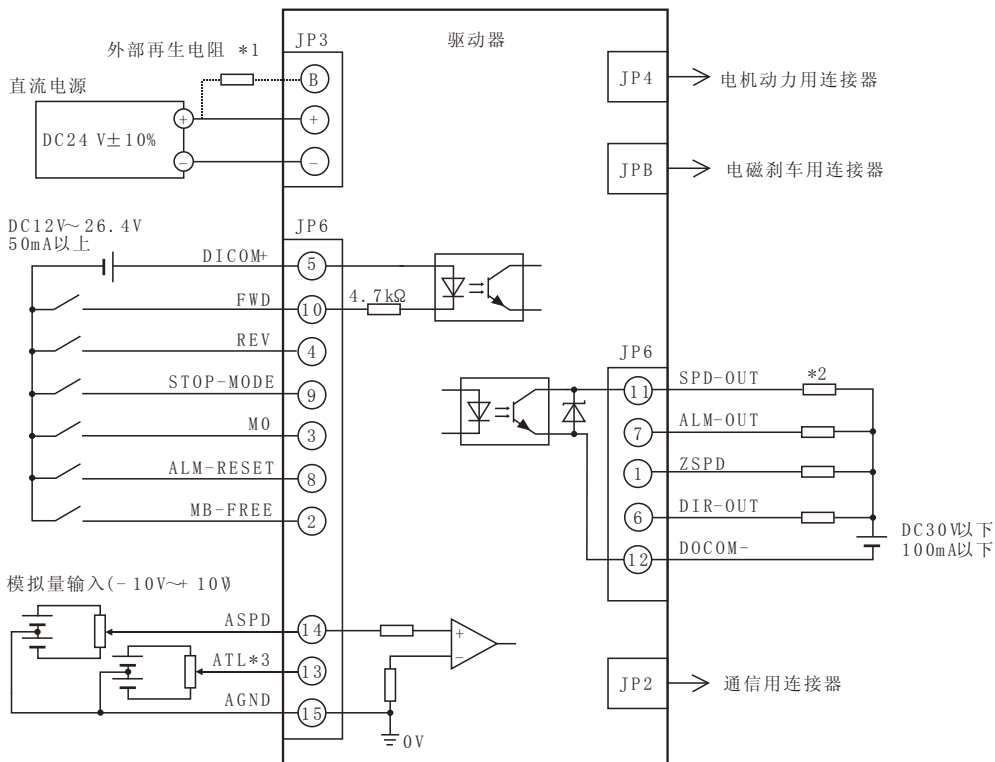 外部再生电阻 *1
JP3
驱动器
直流电源
B
+
−
+
−
DC24 V±10%
JP4
电机动力用连接器
JPB
电磁刹车用连接器
DC12V～26.4V
50mA以上
JP6
DICOM+
5
FWD
10
4.7kΩ
REV
4
STOP-MODE
9
M0
3
ALM-RESET
8
MB-FREE
2
JP6
11
SPD-OUT
*2
7
ALM-OUT
1
ZSPD
6
DIR-OUT
12
DOCOM-
DC30V以下
100mA以下
模拟量输入(-10V～+10V)
ASPD
14
+
−
ATL*3
13
AGND
15
0V
JP2
通信用连接器